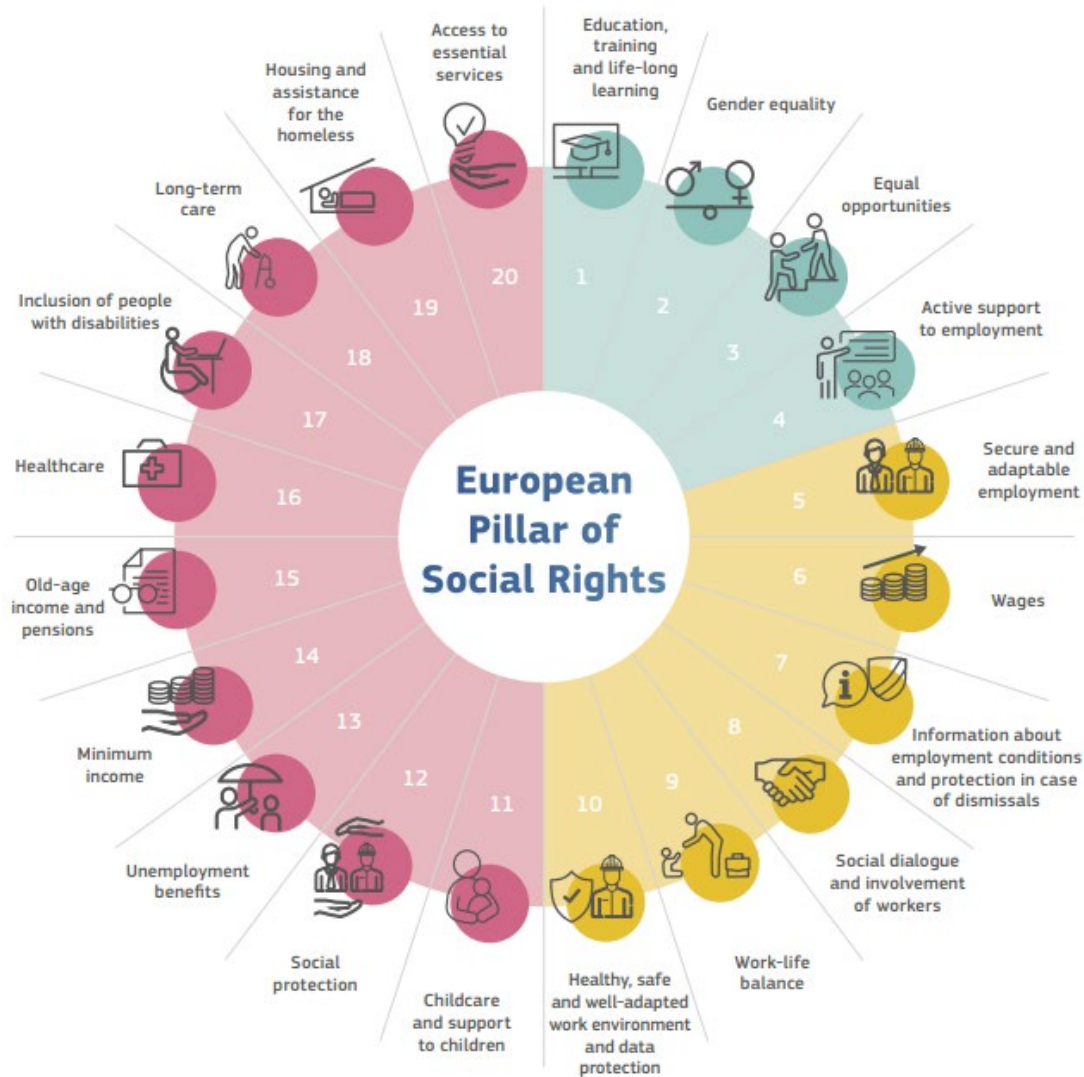 European
Pillar of
Social Rights
1
Education,
training
and life-long
learning
2
Gender equality
3
Equal
opportunities
4
Active support
to employment
5
Secure and
adaptable
employment
6
Wages
7
Information about
employment conditions
and protection in case
of dismissals
8
Social dialogue
and involvement
of workers
9
Work-life
balance
10
Healthy, safe
and well-adapted
work environment
and data
protection
11
Childcare
and support
to children
12
Social
protection
13
Unemployment
benefits
14
Minimum
income
15
Old-age
income and
pensions
16
Healthcare
17
Inclusion of people
with disabilities
18
Long-term
care
19
Housing and
assistance
for the
homeless
20
Access to
essential
services